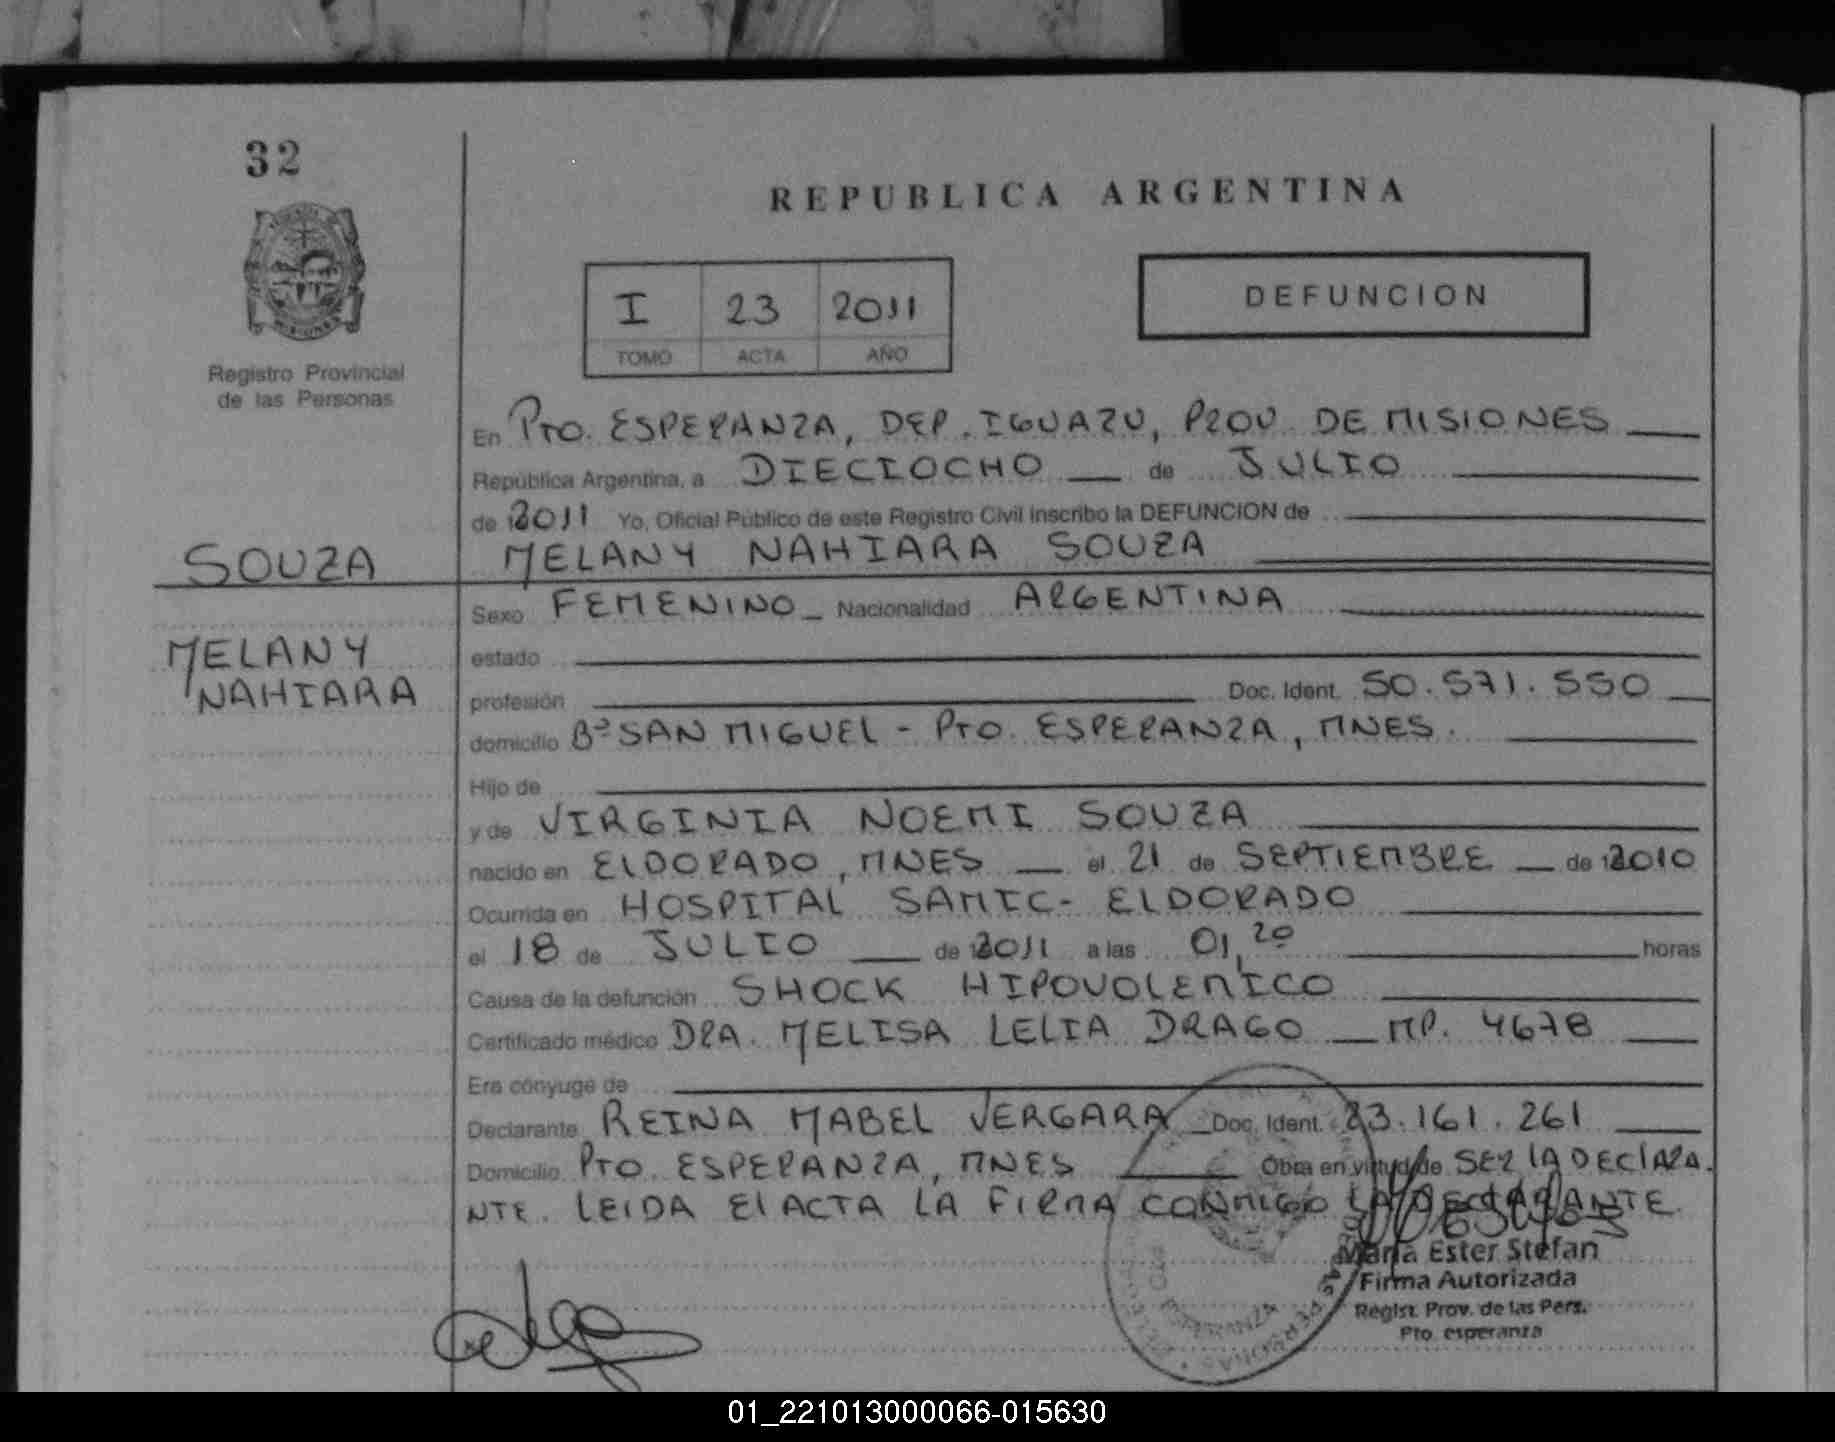 32
REPUBLICA ARGENTINA
I 23 2011
TOMO ACTA AÑO
DEFUNCION
Registro Provincial
de las Personas
En PTO. ESPERANZA, DEP. IGUAZU, PROV. DE MISIONES
República Argentina, a DIECIOCHO de JULIO
de 2011 Yo, Oficial Público de este Registro Civil inscribo la DEFUNCION de
SOUZA
MELANY NAHIARA SOUZA
Sexo FEMENINO Nacionalidad ARGENTINA
MELANY
NAHIARA
estado
profesión Doc. Ident. 50.571.550
domicilio Bº SAN MIGUEL - PTO. ESPERANZA, MNES.
Hijo de
y de VIRGINIA NOEMI SOUZA
nacido en ELDORADO, MNES el 21 de SEPTIEMBRE de 2010
Ocurrida en HOSPITAL SAMIC - ELDORADO
el 18 de JULIO de 2011 a las 01,20 horas
Causa de la defunción SHOCK HIPOVOLEMICO
Certificado médico DRA. MELISA LELIA DRAGO MP. 4678
Era cónyuge de
Declarante REINA MABEL VERGARA Doc. Ident. 23.161.261
Domicilio PTO. ESPERANZA, MNES Obra en virtud de SER LA DECLARA.
NTE. LEIDA EL ACTA LA FIRMA CONMIGO LA DECLARANTE.
María Ester Stefan
Firma Autorizada
Regist. Prov. de las Pers.
Pto. esperanza
01_221013000066-015630